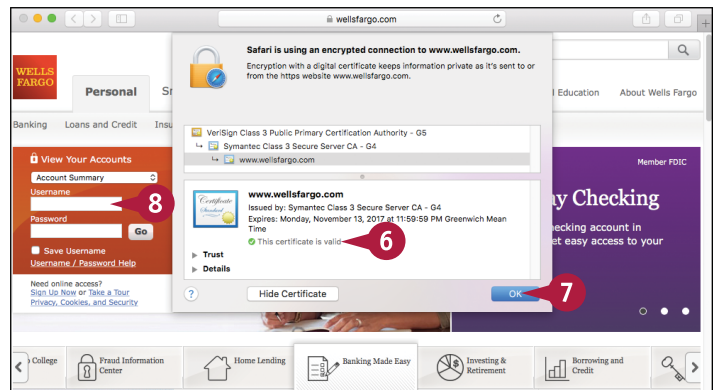 wellsfargo.com
Safari is using an encrypted connection to www.wellsfargo.com.
Encryption with a digital certificate keeps information private as it's sent to or
from the https website www.wellsfargo.com.
WELLS
FARGO
Personal
Education
About Wells Fargo
Banking
Loans and Credit
VeriSign Class 3 Public Primary Certification Authority - G5
Symantec Class 3 Secure Server CA - G4
www.wellsfargo.com
View Your Accounts
Account Summary
Username
8
Password
Go
Save Username
Username / Password Help
Need online access?
Sign Up Now or Take a Tour
Privacy, Cookies, and Security
Certificate
Standard
www.wellsfargo.com
Issued by: Symantec Class 3 Secure Server CA - G4
Expires: Monday, November 13, 2017 at 11:59:59 PM Greenwich Mean
Time
This certificate is valid
6
Trust
Details
?
Hide Certificate
OK
7
Member FDIC
Checking
account in
easy access to your
College
Fraud Information
Center
Home Lending
Banking Made Easy
Investing &
Retirement
Borrowing and
Credit